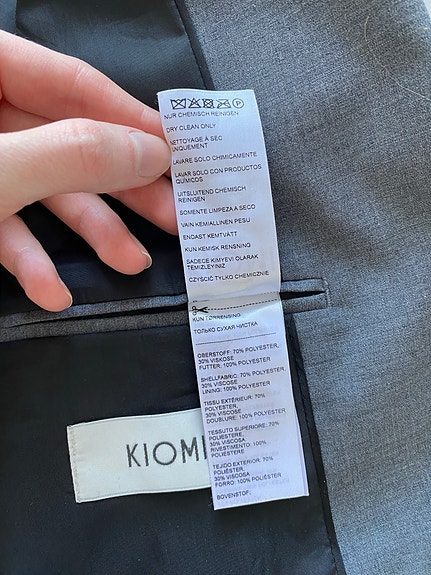 P
NUR CHEMISCH REINIGEN
DRY CLEAN ONLY
NETTOYAGE À SEC
UNIQUEMENT
LAVARE SOLO CHIMICAMENTE
LAVAR SOLO CON PRODUCTOS
QUÍMICOS
UITSLUITEND CHEMISCH
REINIGEN
SOMENTE LIMPEZA A SECO
VAIN KEMIALLINEN PESU
ENDAST KEMTVÄTT
KUN KEMISK RENSNING
SADECE KIMYEVI OLARAK
TEMIZLEYINIZ
CZYŚCIĆ TYLKO CHEMICZNIE
KUN TØRRENSING
ТОЛЬКО СУХАЯ ЧИСТКА
OBERSTOFF: 70% POLYESTER,
30% VISKOSE
FUTTER: 100% POLYESTER
SHELLFABRIC: 70% POLYESTER,
30% VISCOSE
LINING: 100% POLYESTER
TISSU EXTÉRIEUR: 70%
POLYESTER,
30% VISCOSE
DOUBLURE: 100% POLYESTER
TESSUTO SUPERIORE: 70%
POLIESTERE,
30% VISCOSA
RIVESTIMENTO: 100%
POLIESTERE
TEJIDO EXTERIOR: 70%
POLIÉSTER,
30% VISCOSA
FORRO: 100% POLIÉSTER
BOVENSTOF:
KIOMI